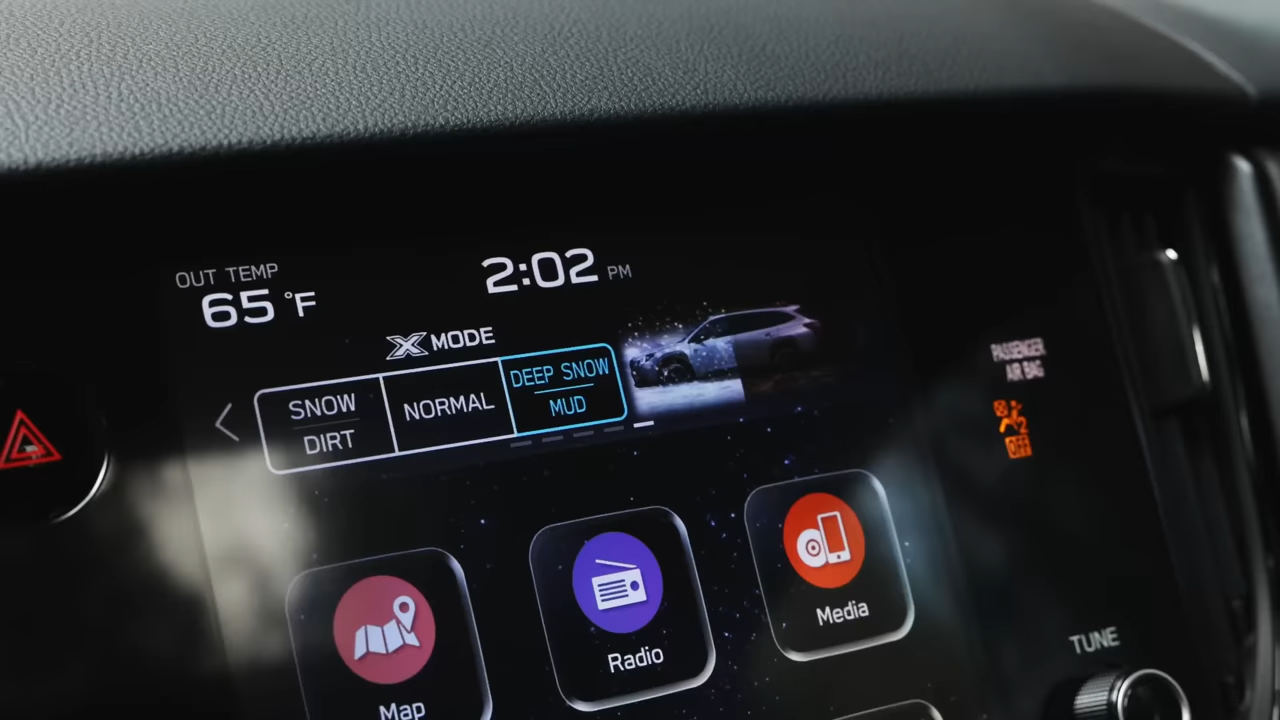 OUT TEMP
65 °F
2:02 PM
X MODE
SNOW
DIRT
NORMAL
DEEP SNOW
MUD
PASSENGER
AIR BAG
2
OFF
Map
Radio
Media
TUNE